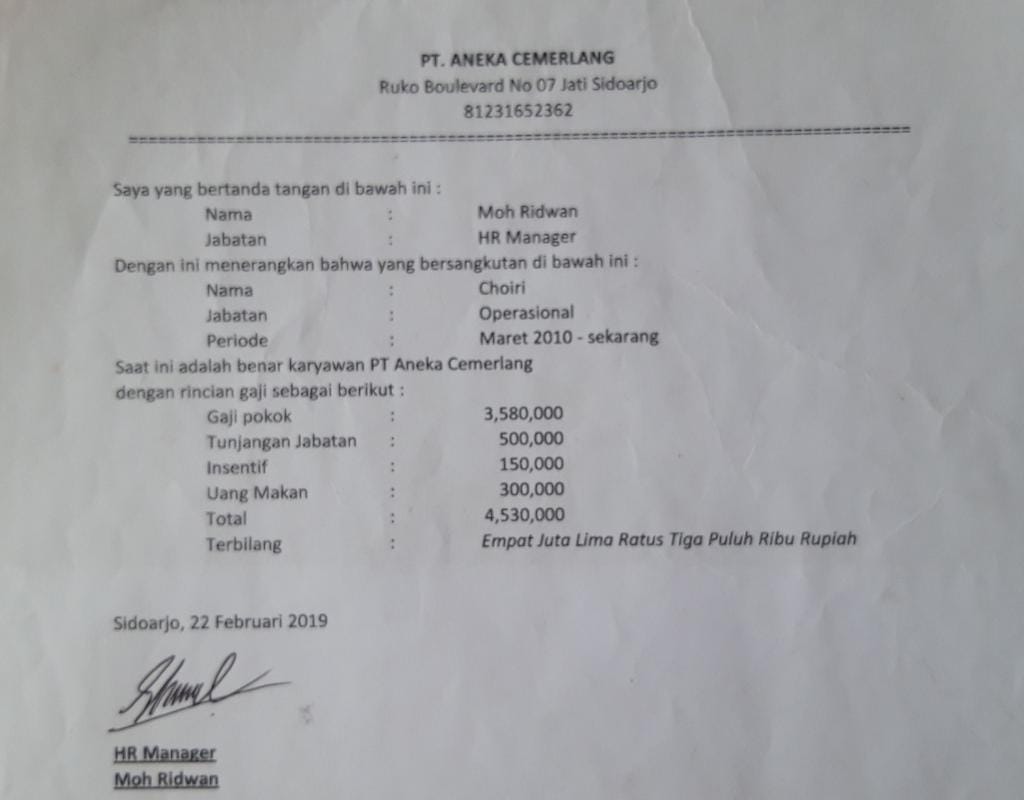 PT. ANEKA CEMERLANG
Ruko Boulevard No 07 Jati Sidoarjo
81231652362
Saya yang bertanda tangan di bawah ini :
Nama : Moh Ridwan
Jabatan : HR Manager
Dengan ini menerangkan bahwa yang bersangkutan di bawah ini :
Nama : Choiri
Jabatan : Operasional
Periode : Maret 2010 - sekarang
Saat ini adalah benar karyawan PT Aneka Cemerlang
dengan rincian gaji sebagai berikut :
Gaji pokok : 3,580,000
Tunjangan Jabatan : 500,000
Insentif : 150,000
Uang Makan : 300,000
Total : 4,530,000
Terbilang : Empat Juta Lima Ratus Tiga Puluh Ribu Rupiah
Sidoarjo, 22 Februari 2019
HR Manager
Moh Ridwan